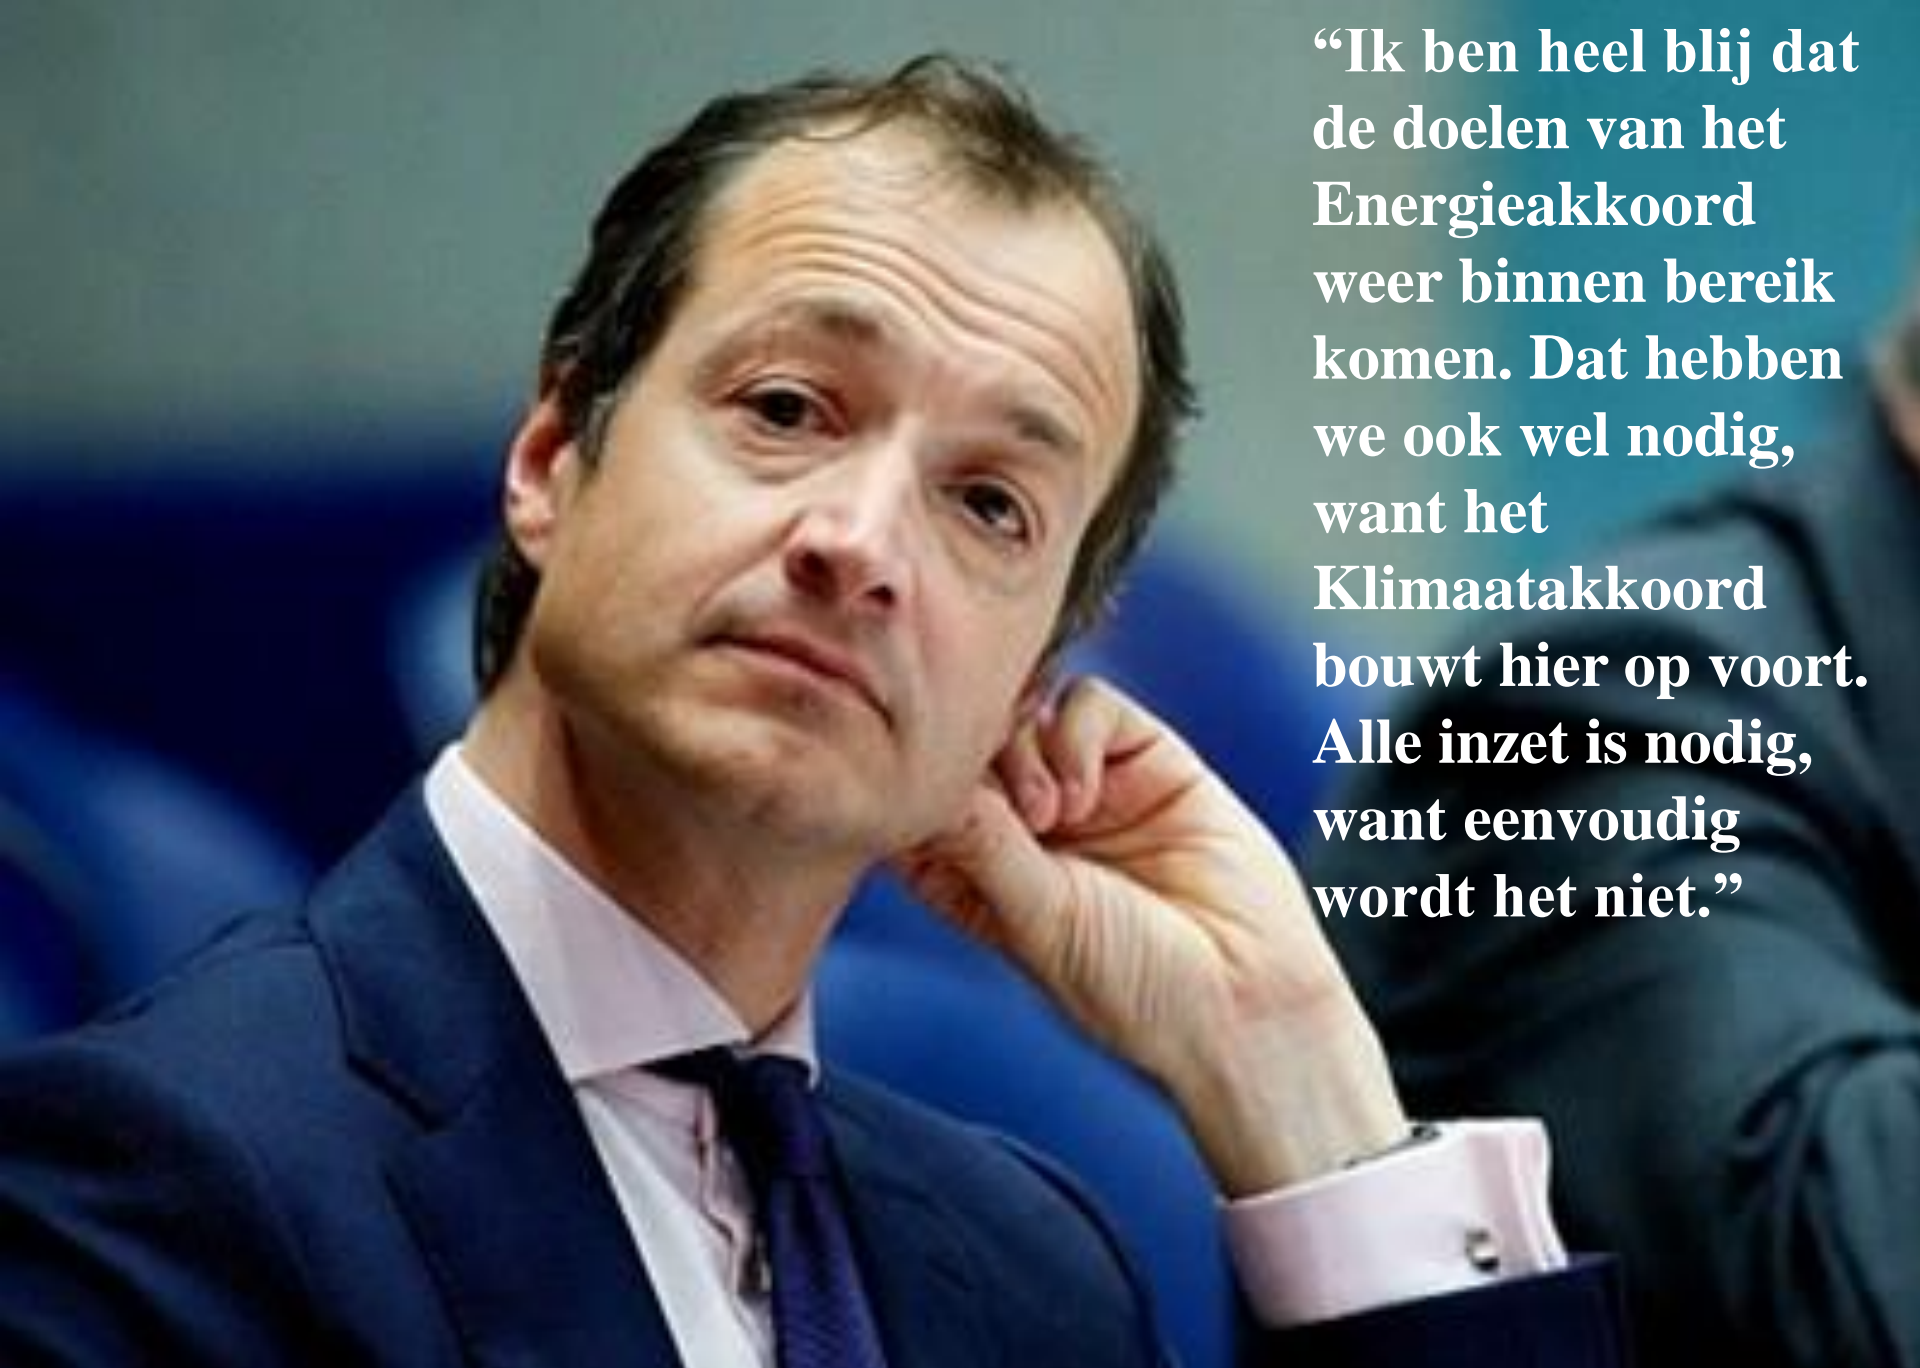 “Ik ben heel blij dat
de doelen van het
Energieakkoord
weer binnen bereik
komen. Dat hebben
we ook wel nodig,
want het
Klimaatakkoord
bouwt hier op voort.
Alle inzet is nodig,
want eenvoudig
wordt het niet.”